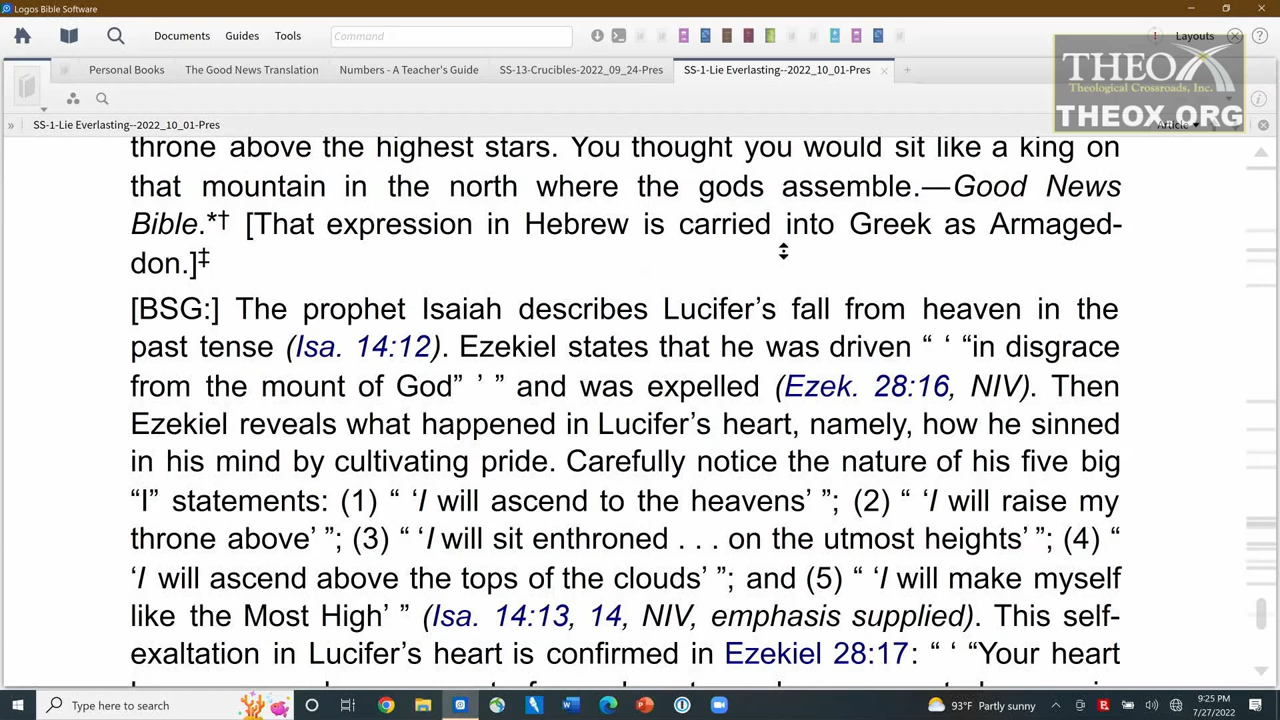 Logos Bible Software
Documents Guides Tools Command Layouts
THEOX
Theological Crossroads, Inc.
THEOX.ORG
Personal Books The Good News Translation Numbers - A Teacher's Guide SS-13-Crucibles-2022_09_24-Pres SS-1-Lie Everlasting--2022_10_01-Pres
SS-1-Lie Everlasting--2022_10_01-Pres Article
throne above the highest stars. You thought you would sit like a king on
that mountain in the north where the gods assemble.—Good News
Bible.*† [That expression in Hebrew is carried into Greek as Armaged-
don.]‡
[BSG:] The prophet Isaiah describes Lucifer’s fall from heaven in the
past tense (Isa. 14:12). Ezekiel states that he was driven “ ‘ “in disgrace
from the mount of God” ’ ” and was expelled (Ezek. 28:16, NIV). Then
Ezekiel reveals what happened in Lucifer’s heart, namely, how he sinned
in his mind by cultivating pride. Carefully notice the nature of his five big
“I” statements: (1) “ ‘I will ascend to the heavens’ ”; (2) “ ‘I will raise my
throne above’ ”; (3) “ ‘I will sit enthroned . . . on the utmost heights’ ”; (4) “
‘I will ascend above the tops of the clouds’ ”; and (5) “ ‘I will make myself
like the Most High’ ” (Isa. 14:13, 14, NIV, emphasis supplied). This self-
exaltation in Lucifer’s heart is confirmed in Ezekiel 28:17: “ ‘ “Your heart
Type here to search
93°F Partly sunny
9:25 PM
7/27/2022